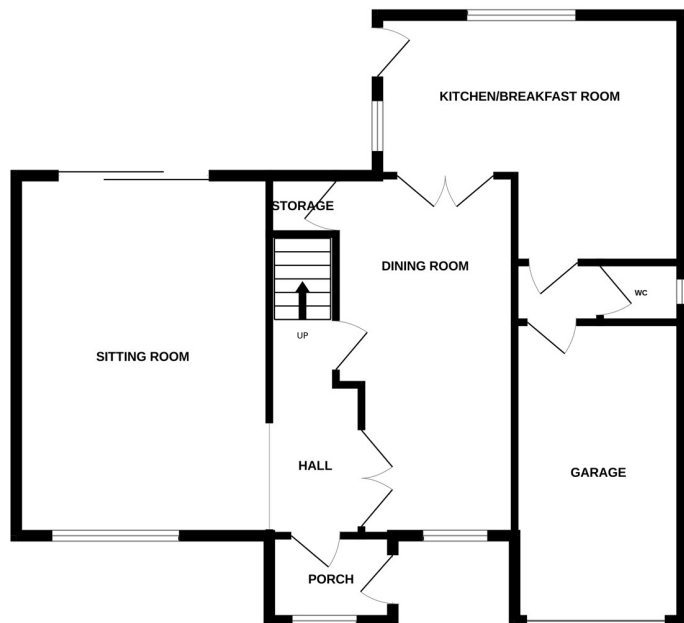 KITCHEN/BREAKFAST ROOM
STORAGE
DINING ROOM
WC
UP
SITTING ROOM
HALL
GARAGE
PORCH